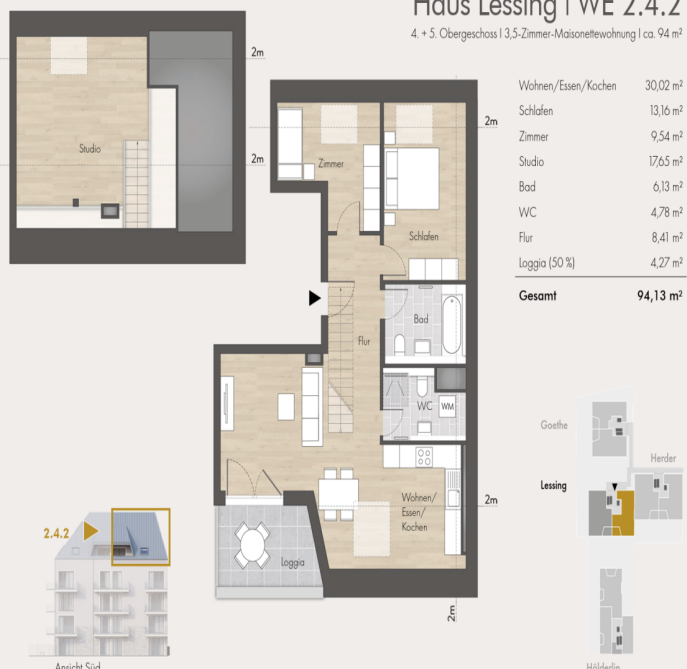 Haus Lessing | WE 2.4.2
4. + 5. Obergeschoss | 3,5-Zimmer-Maisonettewohnung | ca. 94 m²
Wohnen/Essen/Kochen 30,02 m²
Schlafen 13,16 m²
Zimmer 9,54 m²
Studio 17,65 m²
Bad 6,13 m²
WC 4,78 m²
Flur 8,41 m²
Loggia (50 %) 4,27 m²
Gesamt 94,13 m²
2m
2m
Studio
2m
Zimmer
Schlafen
Bad
Flur
WC
WM
2m
Wohnen/
Essen/
Kochen
Loggia
2m
Goethe
Herder
Lessing
Hölderlin
2.4.2
Ansicht Süd